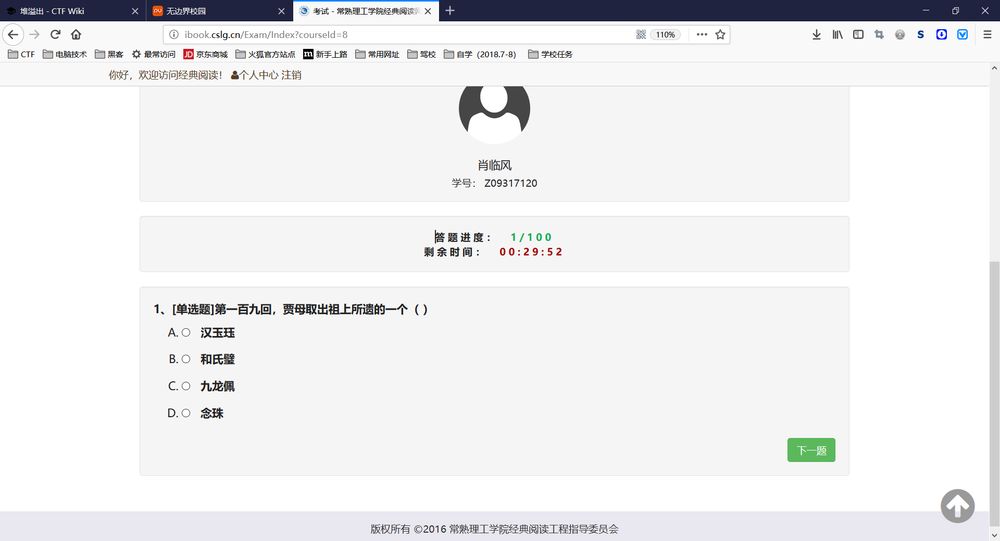 堆溢出 - CTF Wiki
无边界校园
考试 - 常熟理工学院经典阅读网
ibook.cslg.cn/Exam/Index?courseId=8
110%
CTF
电脑技术
黑客
最常访问
JD 京东商城
火狐官方站点
m 新手上路
常用网址
驾校
自学（2018.7-8）
学校任务
你好，欢迎访问经典阅读！ 个人中心 注销
肖临风
学号： Z09317120
答题进度： 1/100
剩余时间： 00:29:52
1、[单选题]第一百九回，贾母取出祖上所遗的一个（ ）
A. 汉玉珏
B. 和氏璧
C. 九龙佩
D. 念珠
下一题
版权所有 ©2016 常熟理工学院经典阅读工程指导委员会